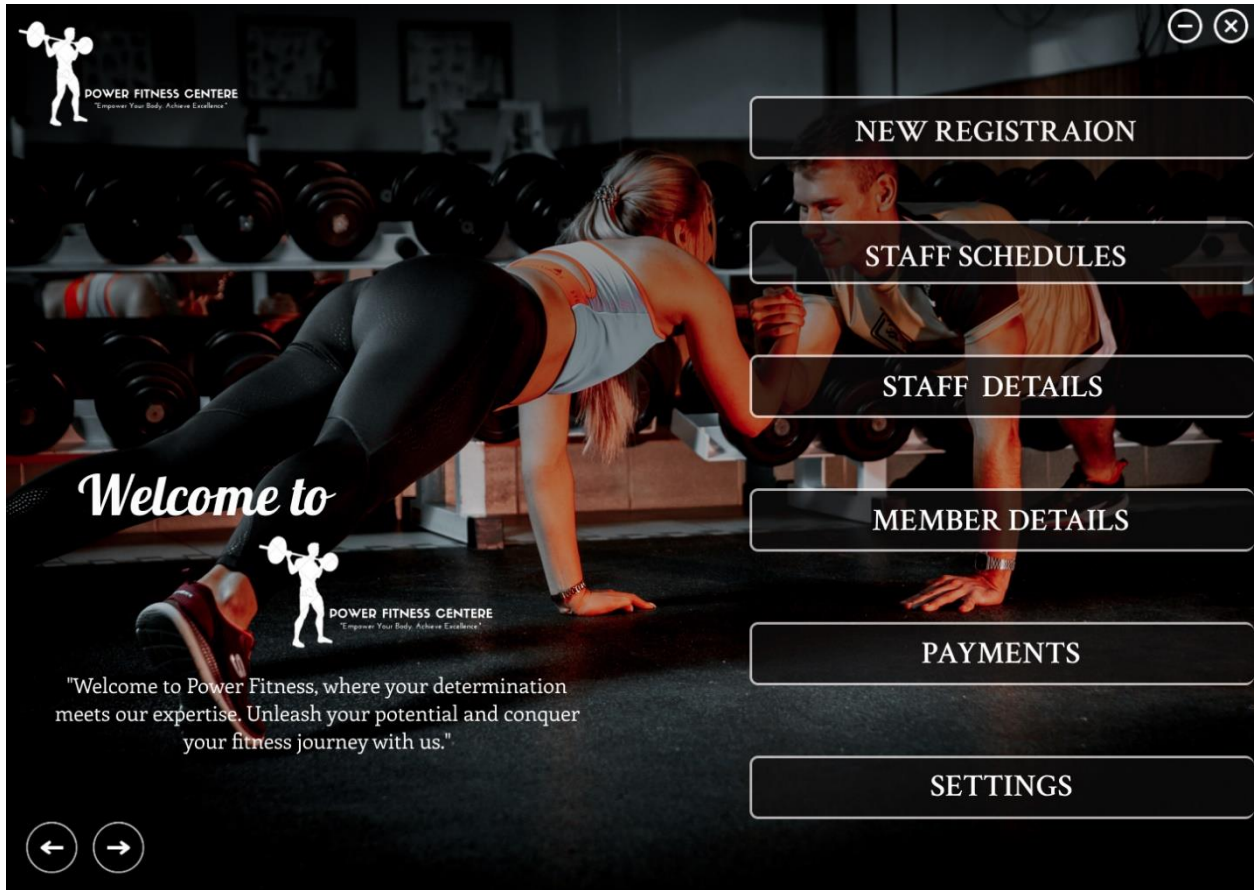 POWER FITNESS CENTERE
"Empower Your Body: Achieve Excellence"
NEW REGISTRAION
STAFF SCHEDULES
STAFF DETAILS
MEMBER DETAILS
PAYMENTS
SETTINGS
Welcome to
POWER FITNESS CENTERE
"Empower Your Body: Achieve Excellence"
"Welcome to Power Fitness, where your determination
meets our expertise. Unleash your potential and conquer
your fitness journey with us."